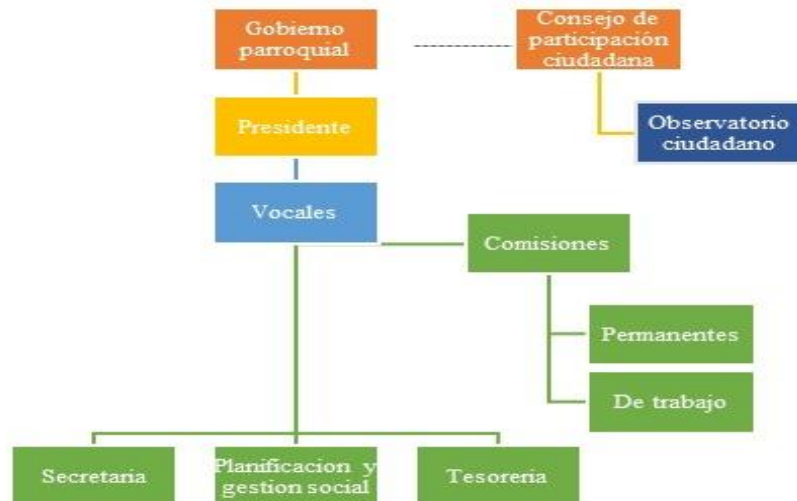 Gobierno
parroquial
Consejo de
participación
ciudadana
Presidente
Observatorio
ciudadano
Vocales
Comisiones
Permanentes
De trabajo
Secretaria
Planificacion y
gestion social
Tesoreria